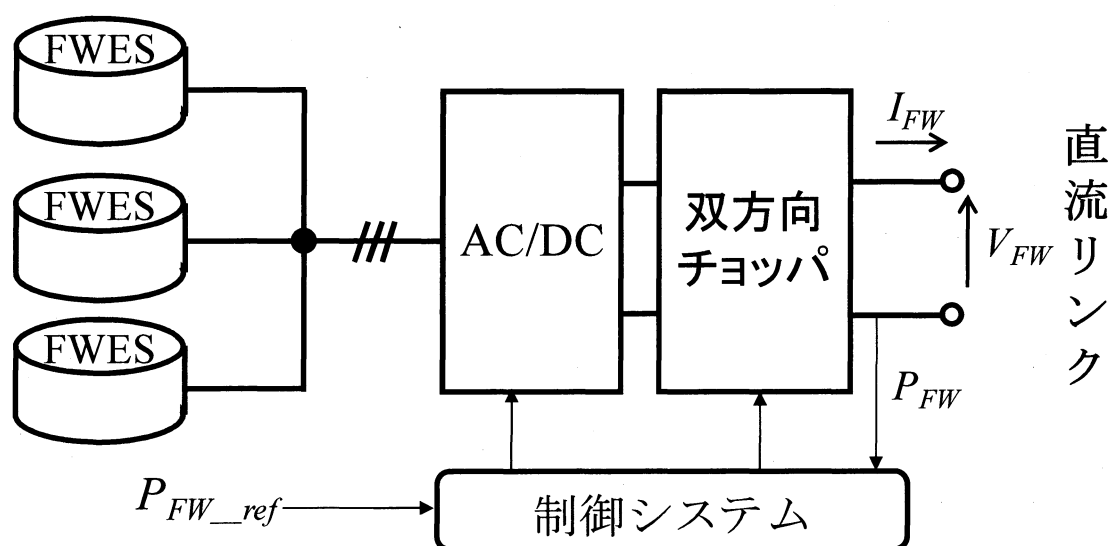 FWES
FWES
FWES
AC/DC
双方向
チョッパ
I_FW
V_FW
直流リンク
P_FW
P_FW__ref
制御システム